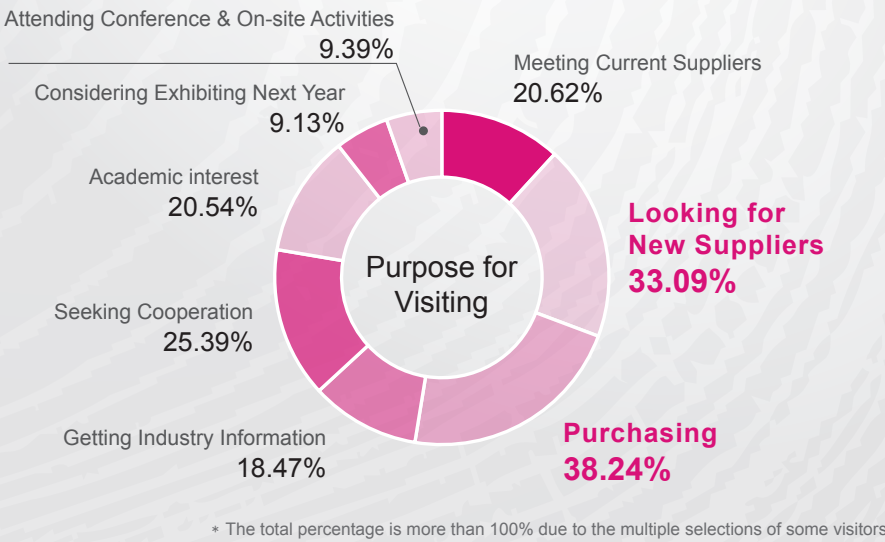 Attending Conference & On-site Activities
9.39%
Meeting Current Suppliers
20.62%
Considering Exhibiting Next Year
9.13%
Academic interest
20.54%
Looking for
New Suppliers
33.09%
Purpose for
Visiting
Seeking Cooperation
25.39%
Purchasing
38.24%
Getting Industry Information
18.47%
* The total percentage is more than 100% due to the multiple selections of some visitors